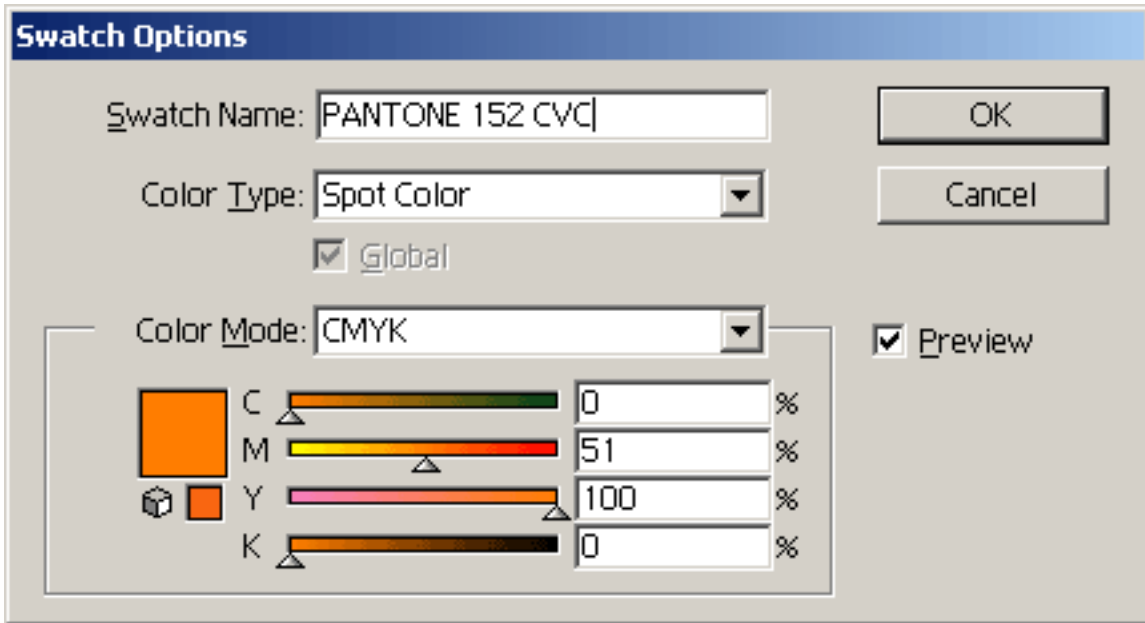 Swatch Options
Swatch Name: PANTONE 152 CVC OK
Color Type: Spot Color Cancel
Global
Color Mode: CMYK Preview
C 0 %
M 51 %
Y 100 %
K 0 %